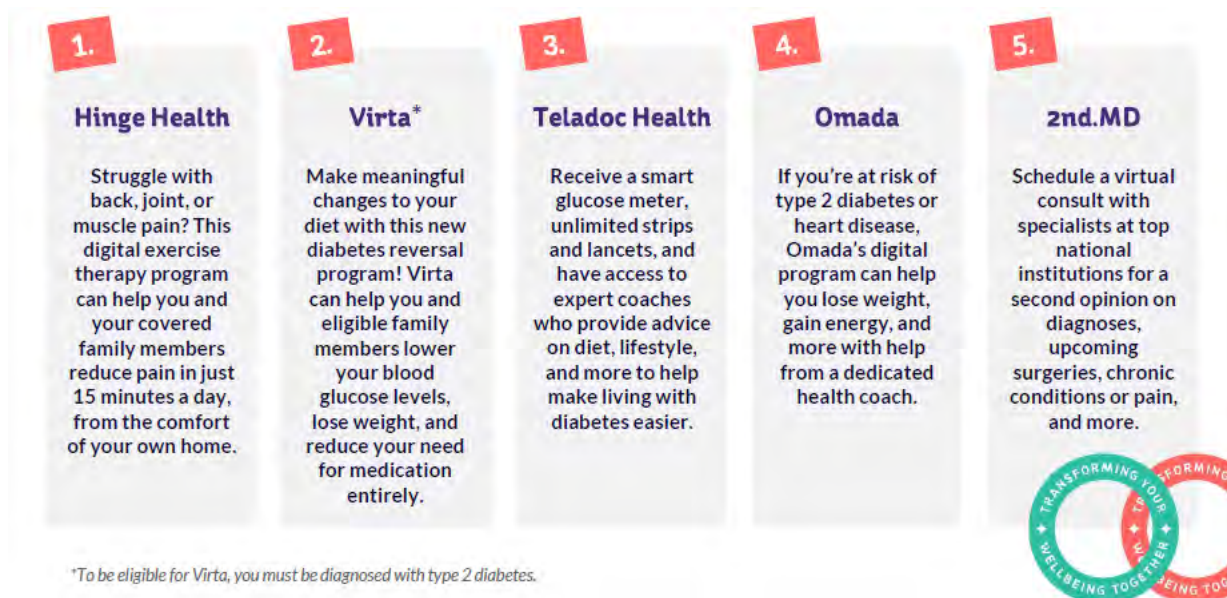 1.
Hinge Health
Struggle with
back, joint, or
muscle pain? This
digital exercise
therapy program
can help you and
your covered
family members
reduce pain in just
15 minutes a day,
from the comfort
of your own home.
2.
Virta*
Make meaningful
changes to your
diet with this new
diabetes reversal
program! Virta
can help you and
eligible family
members lower
your blood
glucose levels,
lose weight, and
reduce your need
for medication
entirely.
3.
Teladoc Health
Receive a smart
glucose meter,
unlimited strips
and lancets, and
have access to
expert coaches
who provide advice
on diet, lifestyle,
and more to help
make living with
diabetes easier.
4.
Omada
If you’re at risk of
type 2 diabetes or
heart disease,
Omada’s digital
program can help
you lose weight,
gain energy, and
more with help
from a dedicated
health coach.
5.
2nd.MD
Schedule a virtual
consult with
specialists at top
national
institutions for a
second opinion on
diagnoses,
upcoming
surgeries, chronic
conditions or pain,
and more.
TRANSFORMING YOUR
WELLBEING TOGETHER
*To be eligible for Virta, you must be diagnosed with type 2 diabetes.